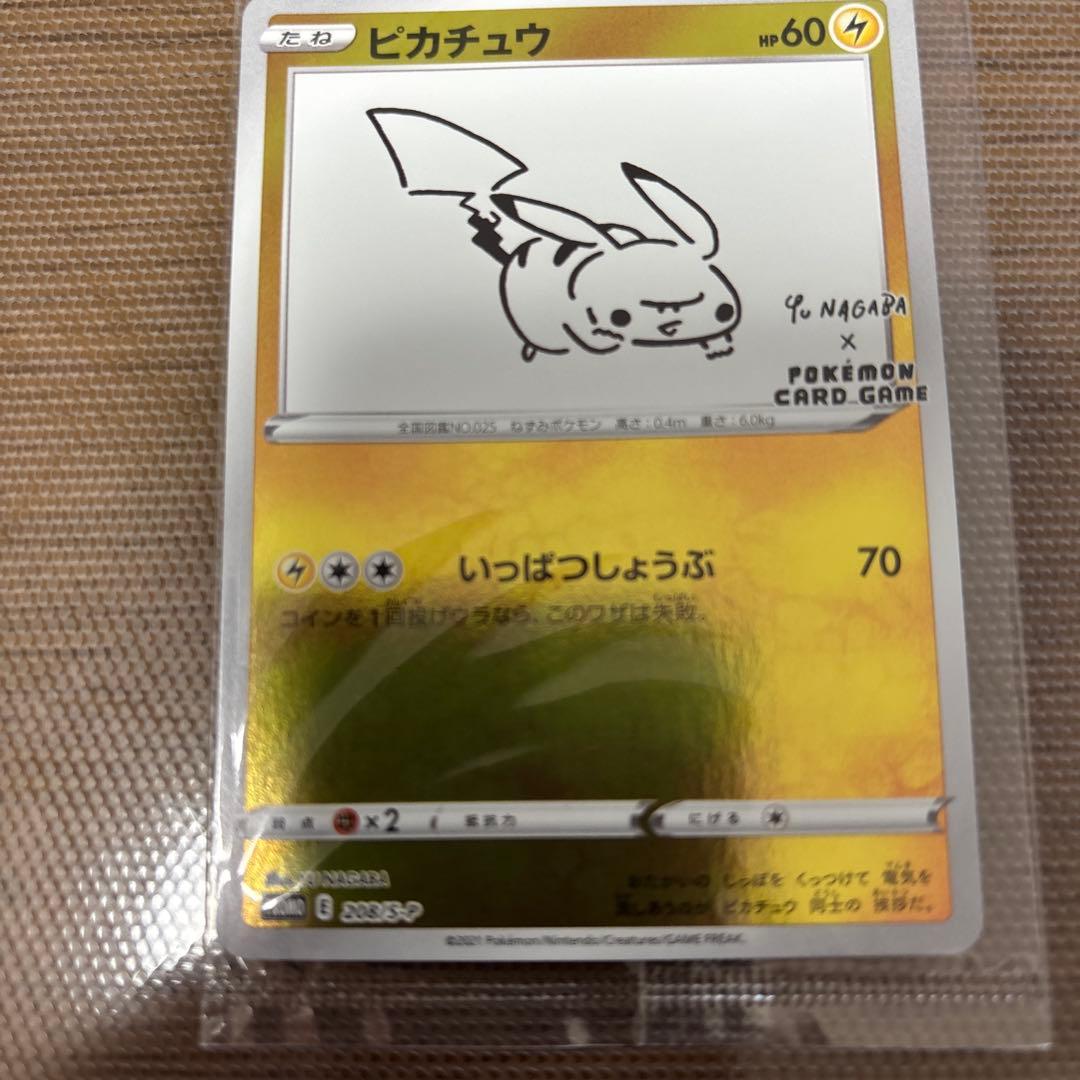 たね ピカチュウ HP60
Yu NAGABA
×
POKÉMON
CARD GAME
全国図鑑NO.025 ねずみポケモン 高さ:0.4m 重さ:6.0kg
いっぱつしょうぶ 70
コインを1回投げウラなら、このワザは失敗。
弱点 ×2 抵抗力 にげる
YU NAGABA
おたがいの しっぽを くっつけて 電気を
流しあうのが、ピカチュウ 同士の 挨拶だ。
E 208/S-P
©2021 Pokémon/Nintendo/Creatures/GAME FREAK.